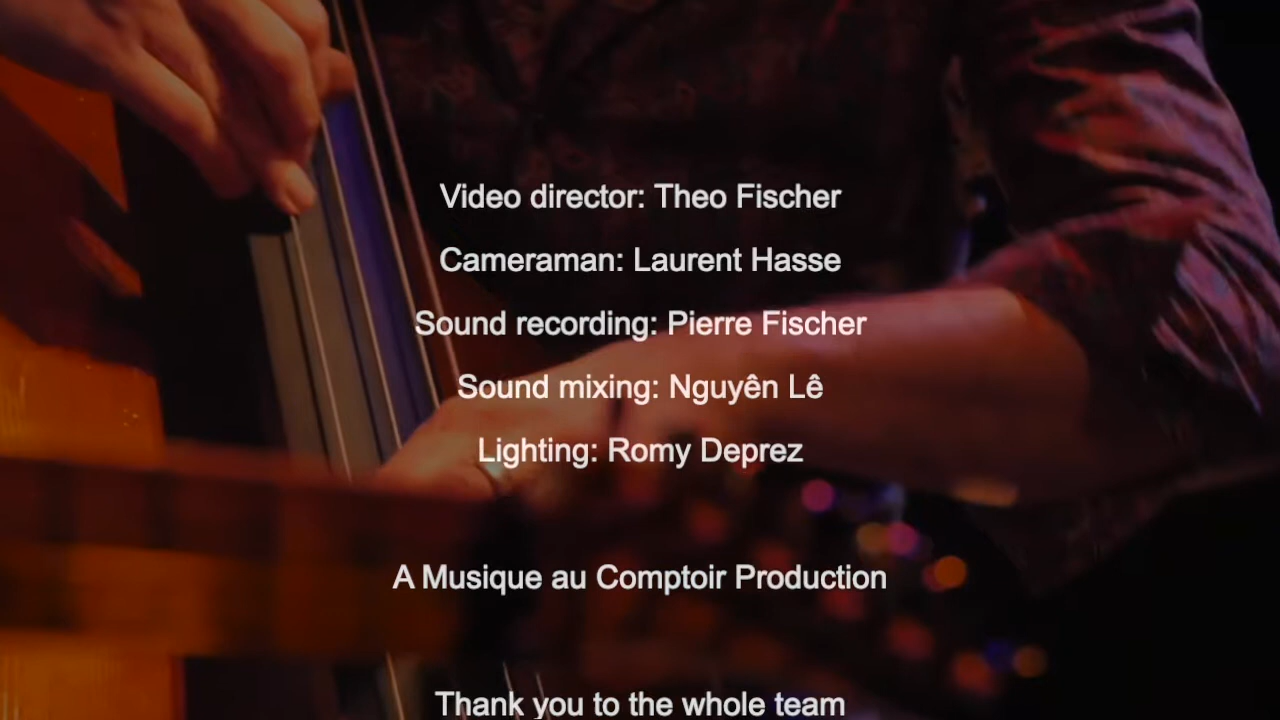 Video director: Theo Fischer
Cameraman: Laurent Hasse
Sound recording: Pierre Fischer
Sound mixing: Nguyên Lê
Lighting: Romy Deprez
A Musique au Comptoir Production
Thank you to the whole team